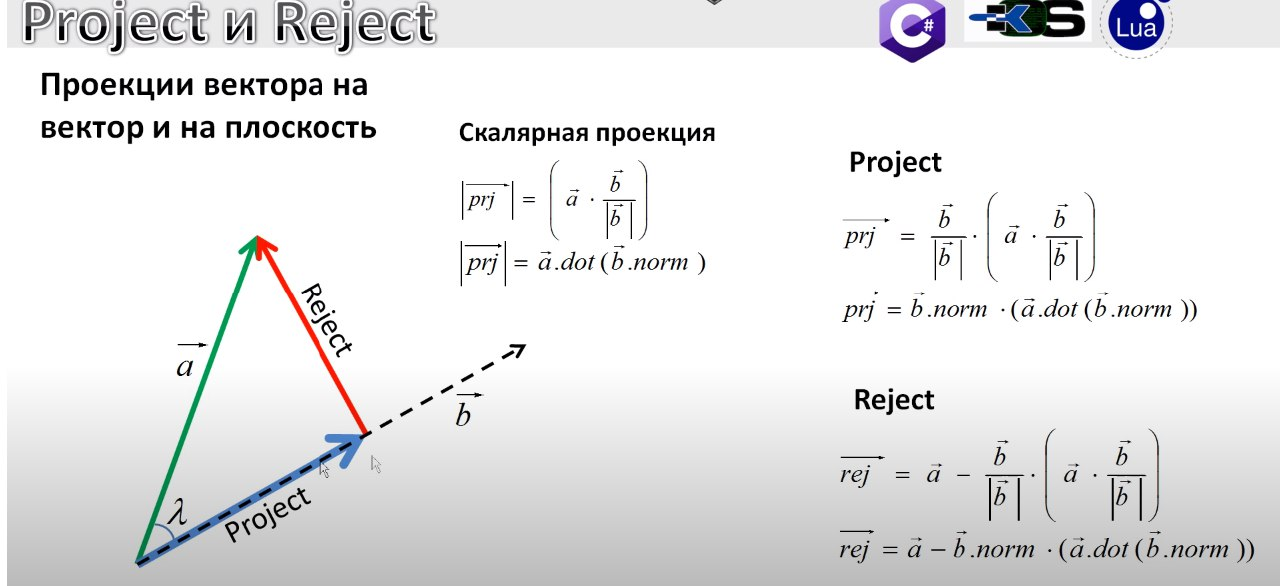 Project и Reject
C#
OS
Lua
Проекции вектора на
вектор и на плоскость
Скалярная проекция
|prj⃗| = (a⃗ · b⃗/|b⃗|)
|prj⃗| = a⃗.dot(b⃗.norm)
Project
prj⃗ = b⃗/|b⃗| · (a⃗ · b⃗/|b⃗|)
prj⃗ = b⃗.norm · (a⃗.dot(b⃗.norm))
Reject
rej⃗ = a⃗ − b⃗/|b⃗| · (a⃗ · b⃗/|b⃗|)
rej⃗ = a⃗ − b⃗.norm · (a⃗.dot(b⃗.norm))
a⃗
Reject
b⃗
λ
Project